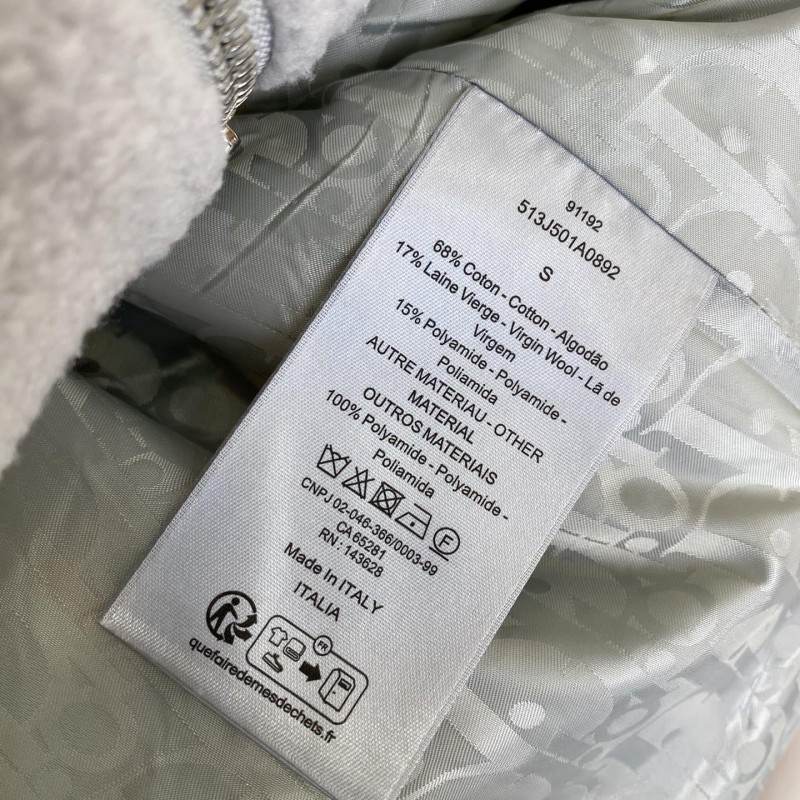 91192
513J501A0892
S
68% Coton - Cotton - Algodão
17% Laine Vierge - Virgin Wool - Lã de
Virgem
15% Polyamide - Polyamide -
Poliamida
AUTRE MATERIAU - OTHER
MATERIAL
OUTROS MATERIAIS
100% Polyamide - Polyamide -
Poliamida
F
CNPJ 02-046-366/0003-99
CA 65281
RN : 143628
Made In ITALY
ITALIA
FR
quefairedemesdechets.fr